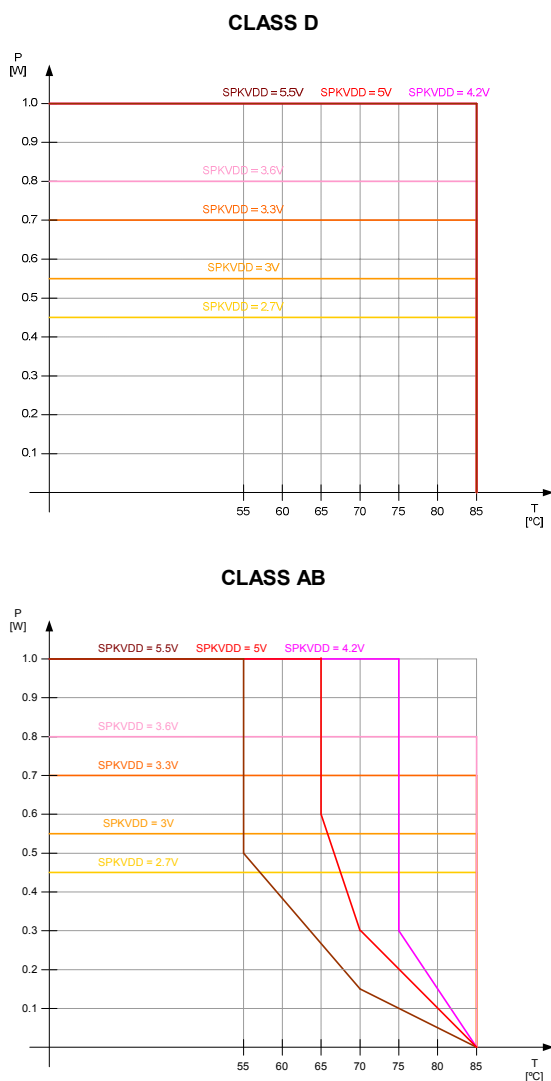 CLASS D
P
[W]
SPKVDD = 5.5V SPKVDD = 5V SPKVDD = 4.2V
1.0
0.9
SPKVDD = 3.6V
0.8
SPKVDD = 3.3V
0.7
0.6
SPKVDD = 3V
0.5
SPKVDD = 2.7V
0.4
0.3
0.2
0.1
55 60 65 70 75 80 85
T
[ºC]
CLASS AB
P
[W]
SPKVDD = 5.5V SPKVDD = 5V SPKVDD = 4.2V
1.0
0.9
SPKVDD = 3.6V
0.8
SPKVDD = 3.3V
0.7
0.6
SPKVDD = 3V
0.5
SPKVDD = 2.7V
0.4
0.3
0.2
0.1
55 60 65 70 75 80 85
T
[ºC]